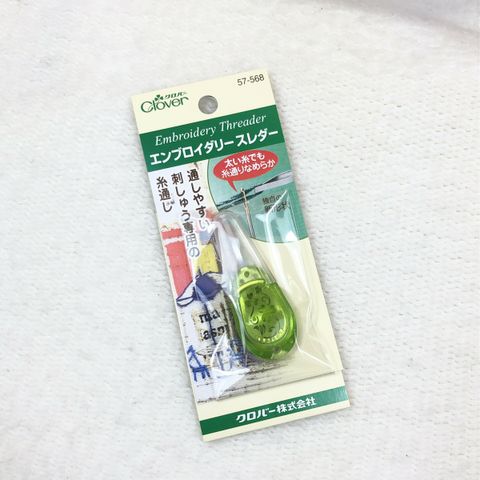 57-568
クロバー
Clover
Embroidery Threader
エンブロイダリー スレダー
太い糸でも
糸通りなめらか
通しやすい
刺しゅう専用の
糸通し
ma
asp
クロバー株式会社